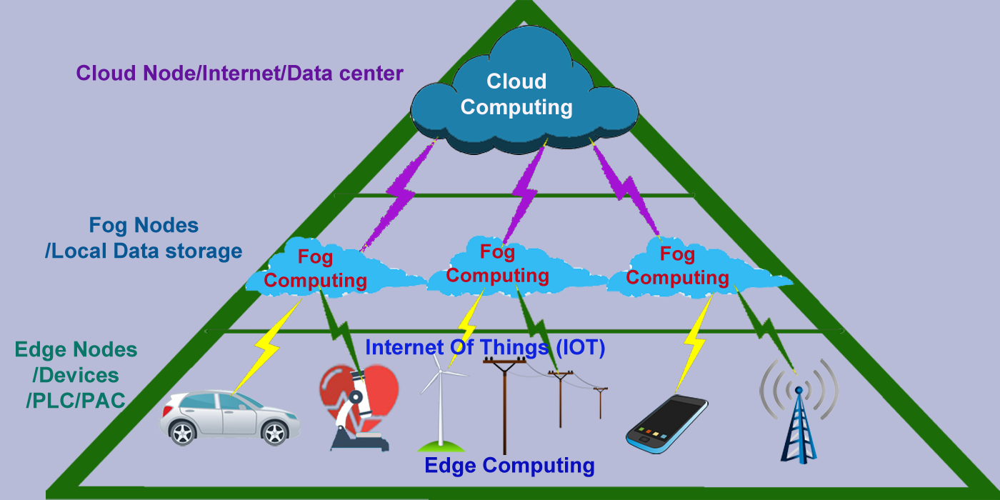 Cloud Node/Internet/Data center
Cloud
Computing
Fog Nodes
/Local Data storage
Fog
Computing
Fog
Computing
Fog
Computing
Edge Nodes
/Devices
/PLC/PAC
Internet Of Things (IOT)
Edge Computing